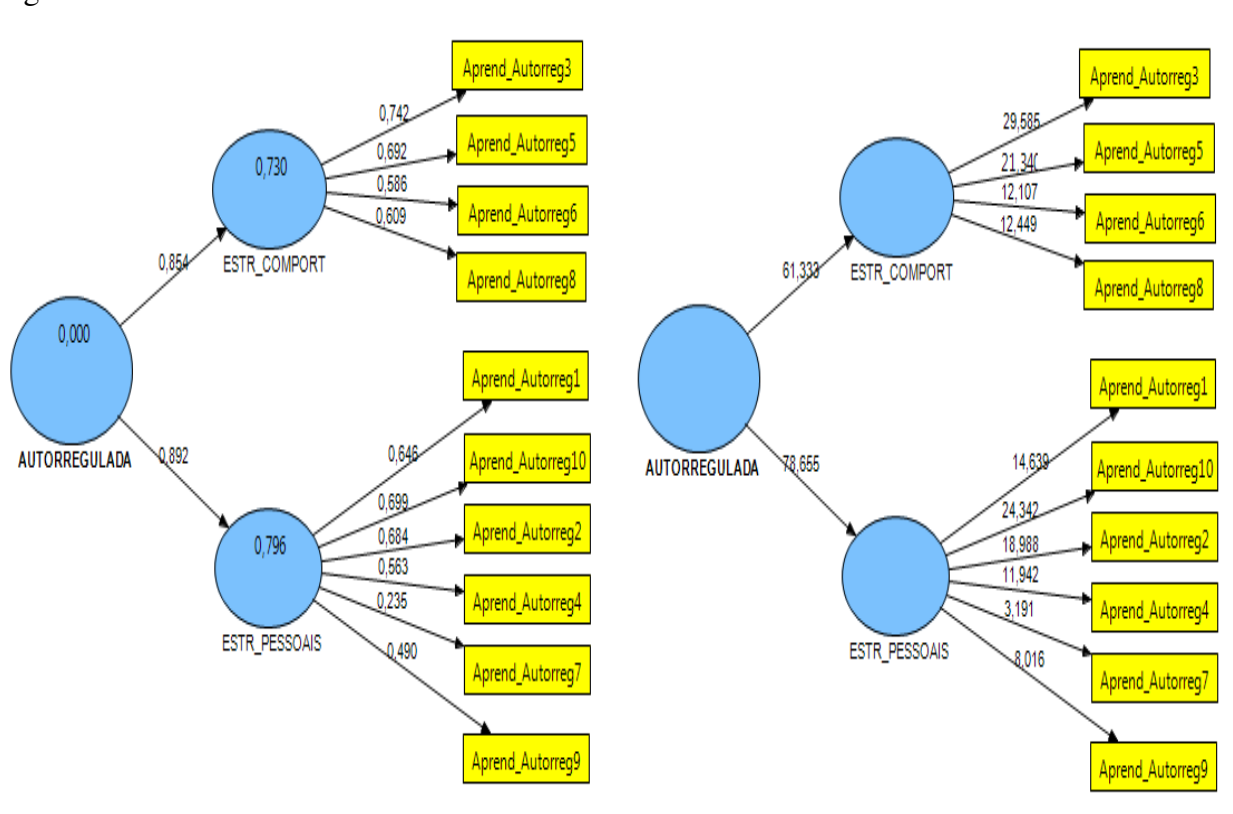 Aprend_Autorreg3
0,742
0,692
0,586
0,609
Aprend_Autorreg5
Aprend_Autorreg6
Aprend_Autorreg8
0,730
ESTR_COMPORT
0,854
0,000
AUTORREGULADA
0,892
0,796
ESTR_PESSOAIS
0,646
0,699
0,684
0,563
0,235
0,490
Aprend_Autorreg1
Aprend_Autorreg10
Aprend_Autorreg2
Aprend_Autorreg4
Aprend_Autorreg7
Aprend_Autorreg9
Aprend_Autorreg3
29,585
21,340
12,107
12,449
Aprend_Autorreg5
Aprend_Autorreg6
Aprend_Autorreg8
ESTR_COMPORT
61,333
AUTORREGULADA
78,655
ESTR_PESSOAIS
14,639
24,342
18,988
11,942
3,191
8,016
Aprend_Autorreg1
Aprend_Autorreg10
Aprend_Autorreg2
Aprend_Autorreg4
Aprend_Autorreg7
Aprend_Autorreg9